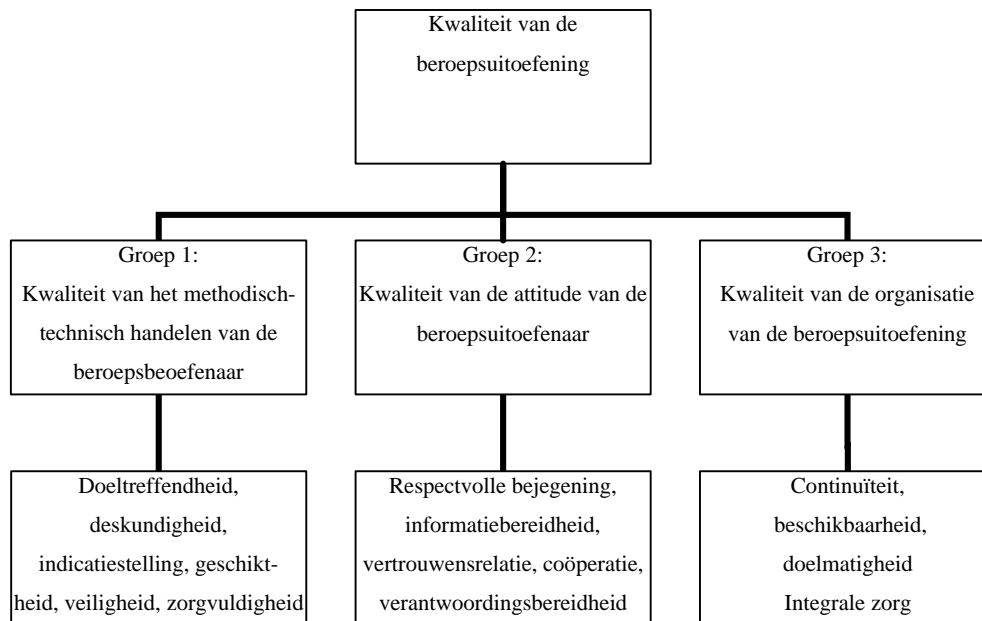 Kwaliteit van de
beroepsuitoefening
Groep 1:
Kwaliteit van het methodisch-
technisch handelen van de
beroepsbeoefenaar
Groep 2:
Kwaliteit van de attitude van de
beroepsuitoefenaar
Groep 3:
Kwaliteit van de organisatie
van de beroepsuitoefening
Doeltreffendheid,
deskundigheid,
indicatiestelling, geschikt-
heid, veiligheid, zorgvuldigheid
Respectvolle bejegening,
informatiebereidheid,
vertrouwensrelatie, coöperatie,
verantwoordingsbereidheid
Continuïteit,
beschikbaarheid,
doelmatigheid
Integrale zorg